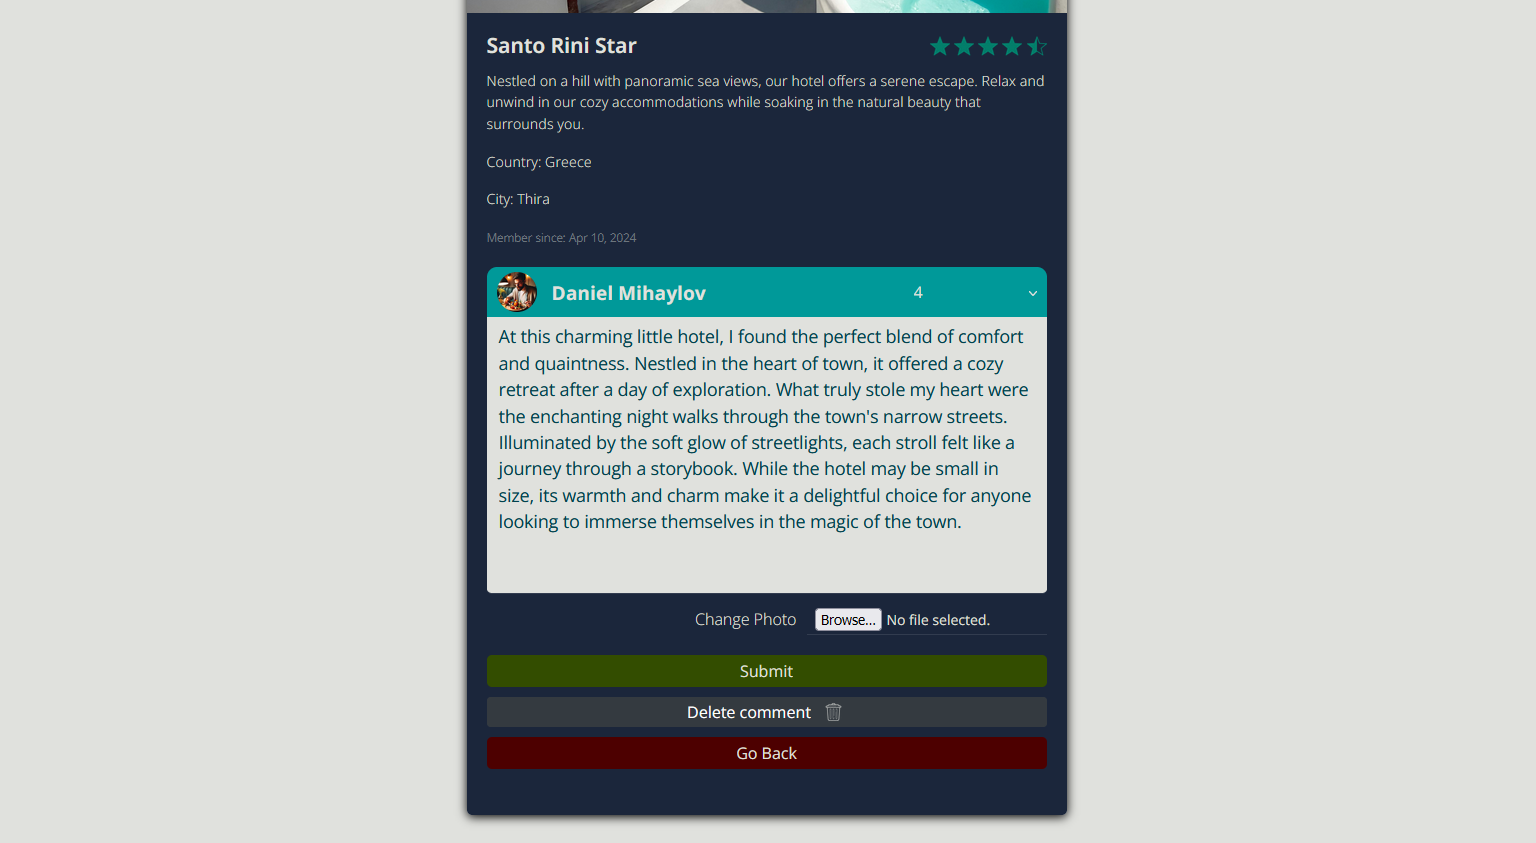 Santo Rini Star
Nestled on a hill with panoramic sea views, our hotel offers a serene escape. Relax and
unwind in our cozy accommodations while soaking in the natural beauty that
surrounds you.
Country: Greece
City: Thira
Member since: Apr 10, 2024
Daniel Mihaylov 4
At this charming little hotel, I found the perfect blend of comfort
and quaintness. Nestled in the heart of town, it offered a cozy
retreat after a day of exploration. What truly stole my heart were
the enchanting night walks through the town's narrow streets.
Illuminated by the soft glow of streetlights, each stroll felt like a
journey through a storybook. While the hotel may be small in
size, its warmth and charm make it a delightful choice for anyone
looking to immerse themselves in the magic of the town.
Change Photo Browse... No file selected.
Submit
Delete comment
Go Back